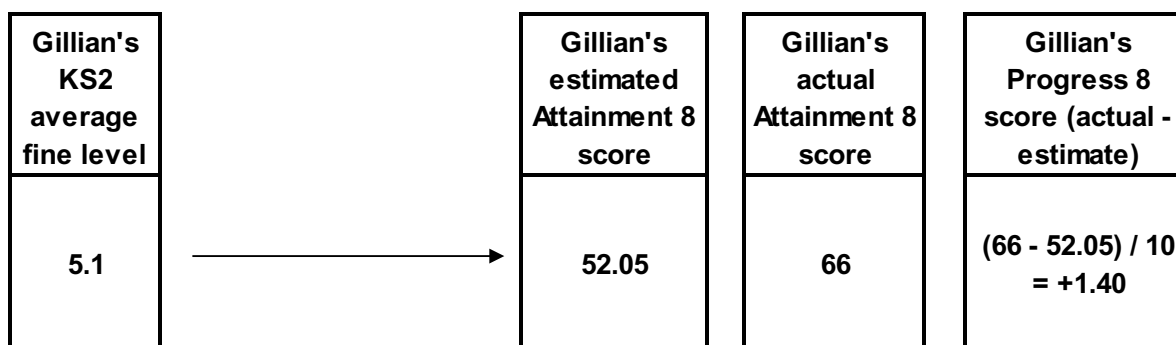 Gillian's
KS2
average
fine level
5.1
Gillian's
estimated
Attainment 8
score
52.05
Gillian's
actual
Attainment 8
score
66
Gillian's
Progress 8
score (actual -
estimate)
(66 - 52.05) / 10
= +1.40